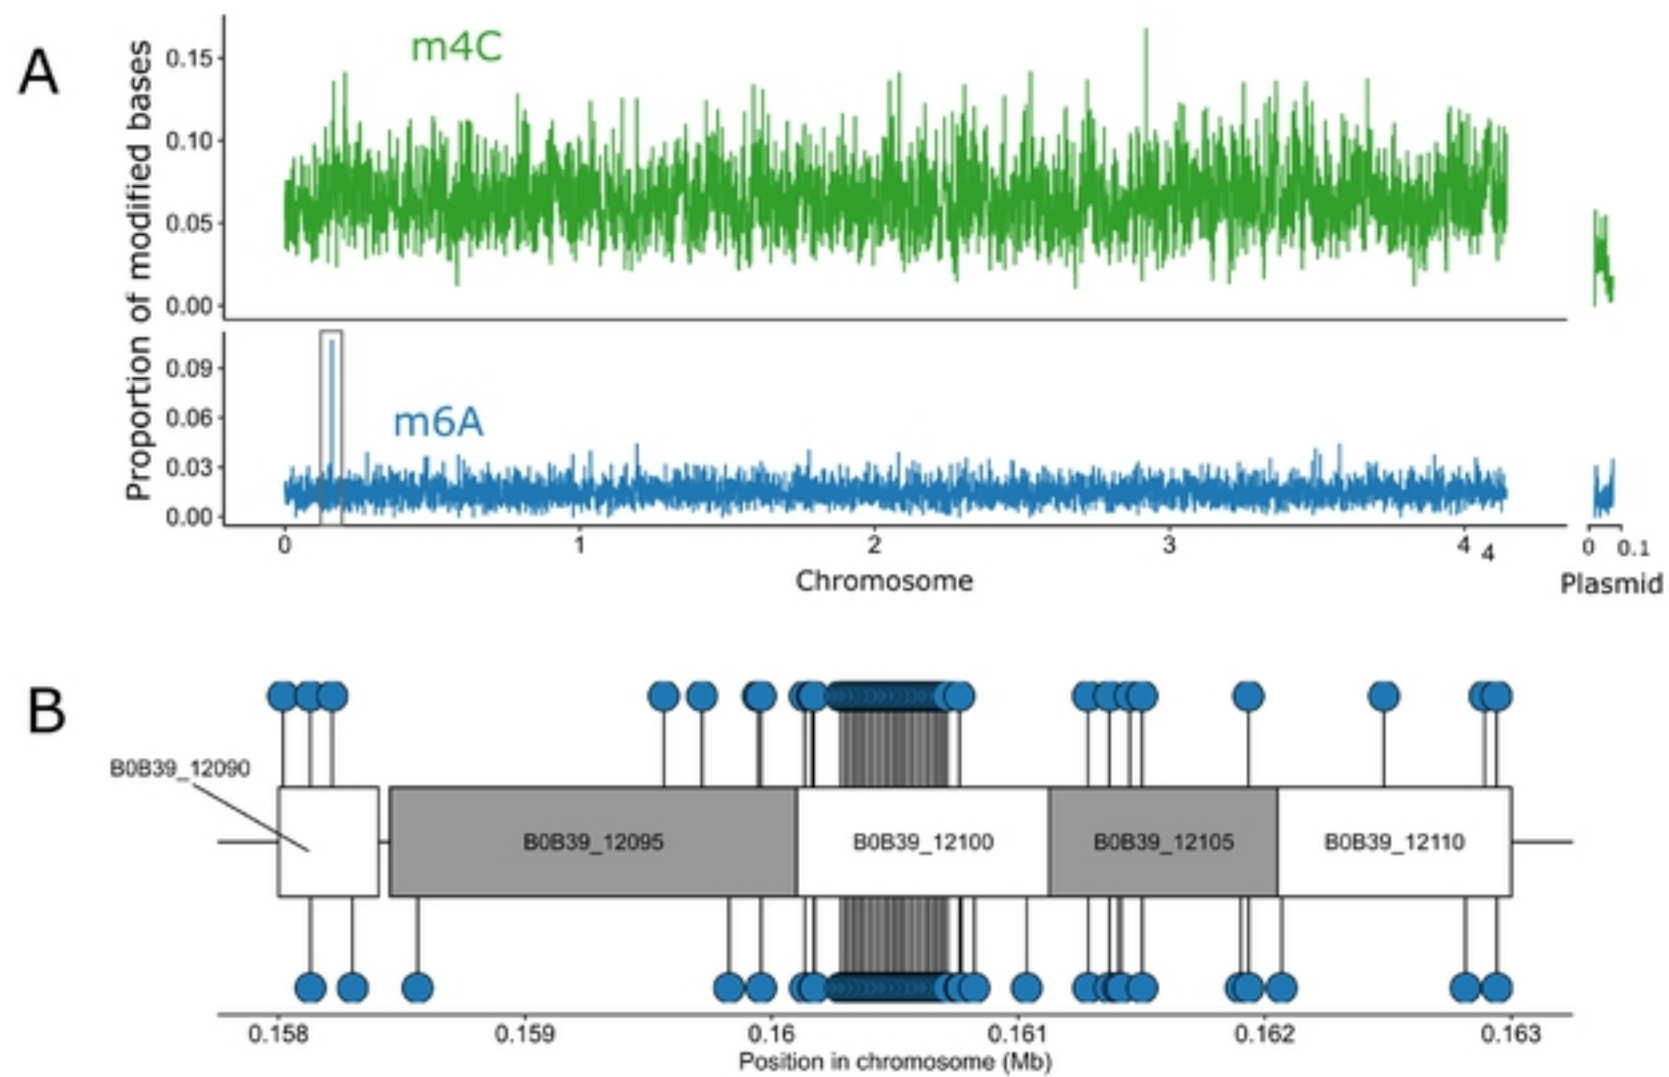 A
Proportion of modified bases
m4C
0.15
0.10
0.05
0.00
m6A
0.09
0.06
0.03
0.00
0 1 2 3 4 4
0 0.1
Chromosome
Plasmid
B
B0B39_12090
B0B39_12095 B0B39_12100 B0B39_12105 B0B39_12110
0.158 0.159 0.16 0.161 0.162 0.163
Position in chromosome (Mb)